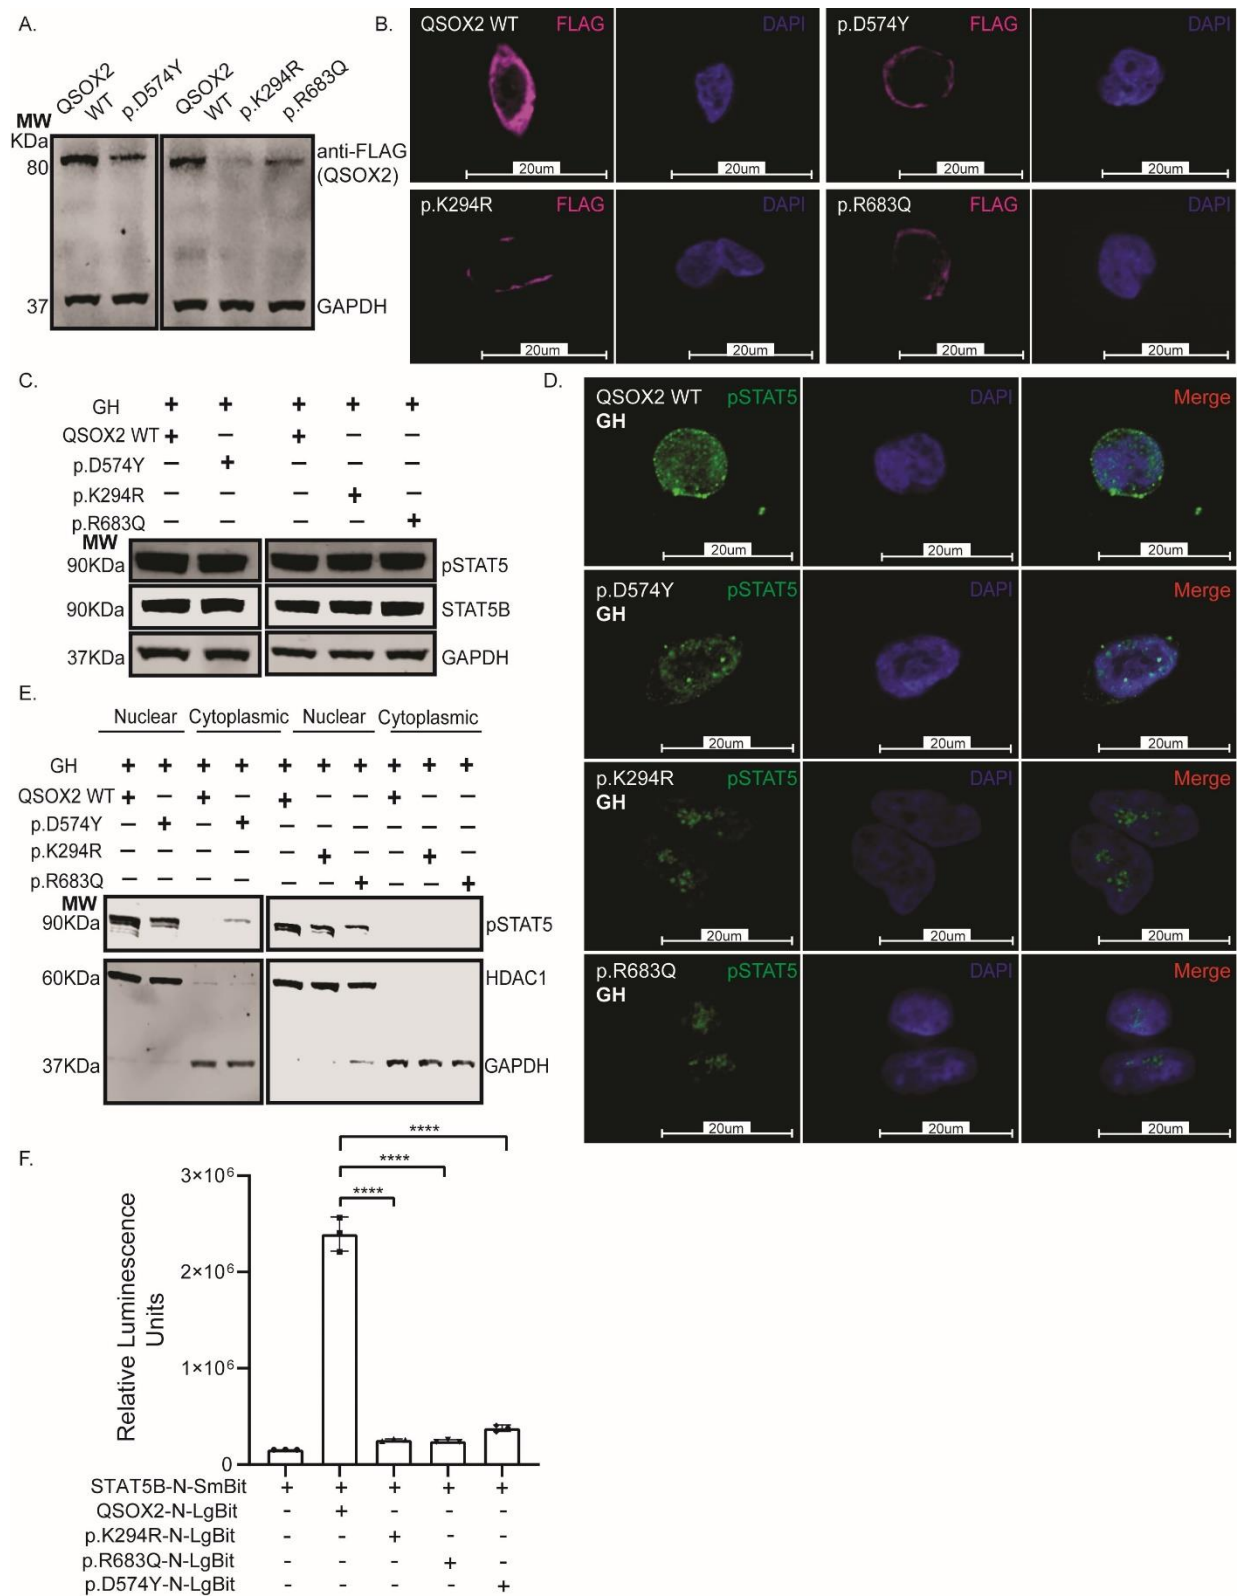 A.
QSOX2 WT
p.D574Y
QSOX2 WT
p.K294R
p.R683Q
MW
KDa
80
anti-FLAG
(QSOX2)
37
GAPDH
B.
QSOX2 WT FLAG DAPI
20um 20um
p.D574Y FLAG DAPI
20um 20um
p.K294R FLAG DAPI
20um 20um
p.R683Q FLAG DAPI
20um 20um
C.
GH + + + + +
QSOX2 WT + – + – –
p.D574Y – + – – –
p.K294R – – – + –
p.R683Q – – – – +
MW
90KDa pSTAT5
90KDa STAT5B
37KDa GAPDH
D.
QSOX2 WT pSTAT5 DAPI Merge
GH
20um 20um 20um
p.D574Y pSTAT5 DAPI Merge
GH
20um 20um 20um
p.K294R pSTAT5 DAPI Merge
GH
20um 20um 20um
p.R683Q pSTAT5 DAPI Merge
GH
20um 20um 20um
E.
Nuclear Cytoplasmic Nuclear Cytoplasmic
GH + + + + + + + + + +
QSOX2 WT + – + – + – – + – –
p.D574Y – + – + – – – – – –
p.K294R – – – – – + – – + –
p.R683Q – – – – – – + – – +
MW
90KDa pSTAT5
60KDa HDAC1
37KDa GAPDH
F.
**** 
****
****
3×10⁶
2×10⁶
1×10⁶
0
Relative Luminescence
Units
STAT5B-N-SmBit + + + + +
QSOX2-N-LgBit - + - - -
p.K294R-N-LgBit - - + - -
p.R683Q-N-LgBit - - - + -
p.D574Y-N-LgBit - - - - +